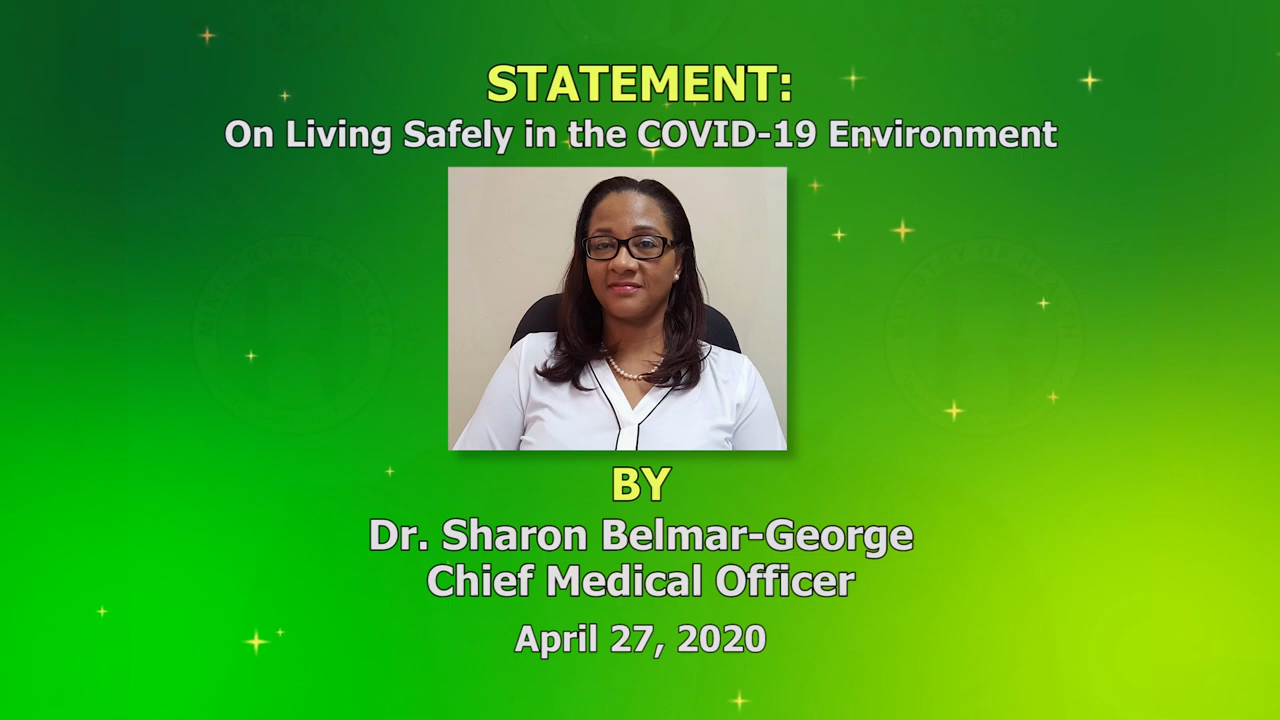 STATEMENT:
On Living Safely in the COVID-19 Environment
BY
Dr. Sharon Belmar-George
Chief Medical Officer
April 27, 2020